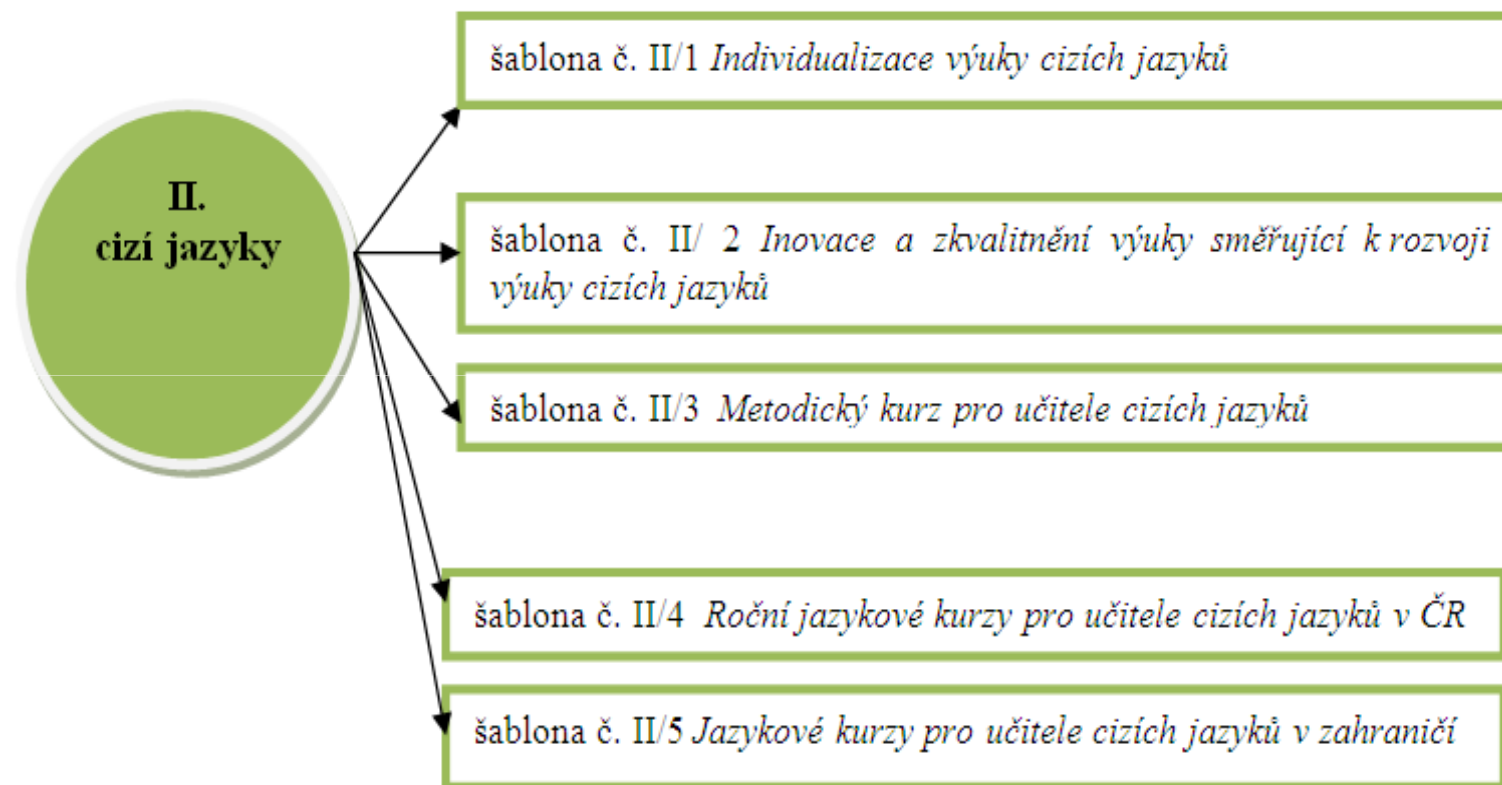 II.
cizí jazyky
šablona č. II/1 Individualizace výuky cizích jazyků
šablona č. II/ 2 Inovace a zkvalitnění výuky směřující k rozvoji
výuky cizích jazyků
šablona č. II/3 Metodický kurz pro učitele cizích jazyků
šablona č. II/4 Roční jazykové kurzy pro učitele cizích jazyků v ČR
šablona č. II/5 Jazykové kurzy pro učitele cizích jazyků v zahraničí